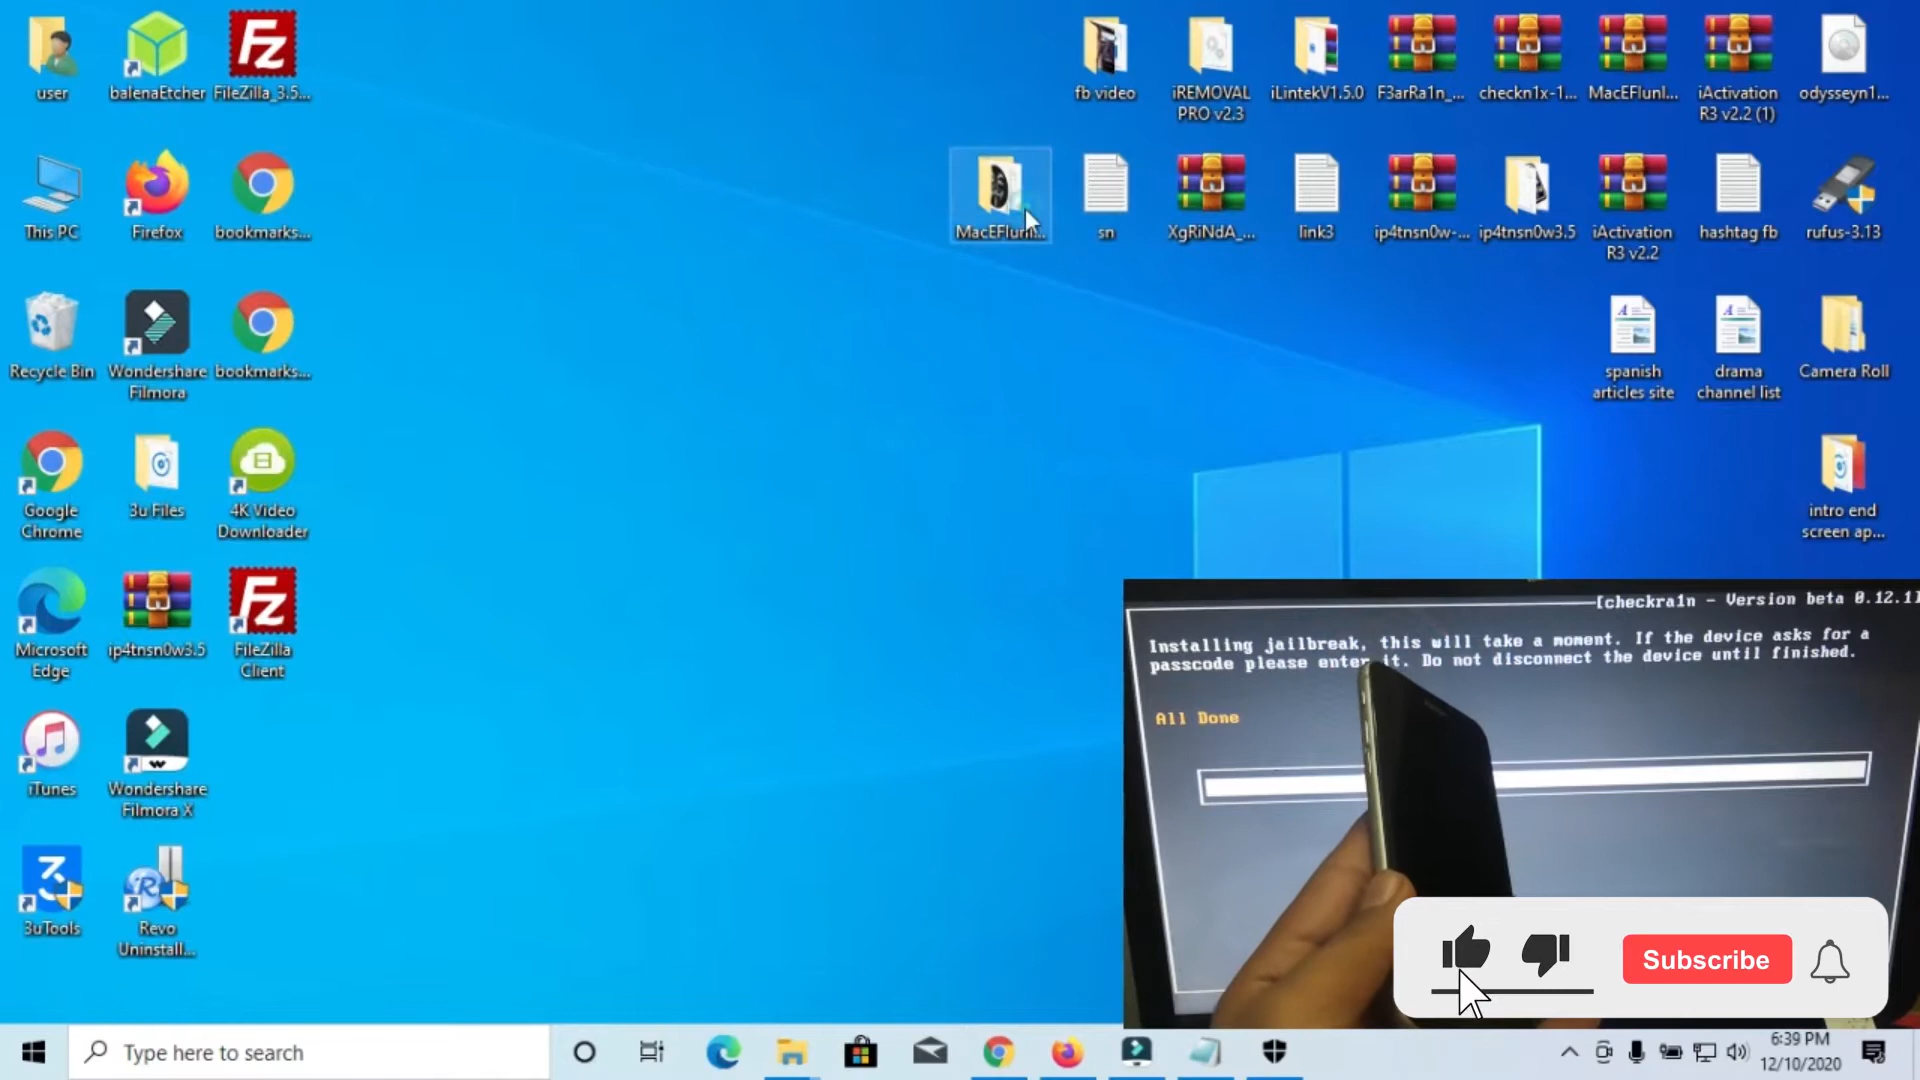 user
balenaEtcher
FileZilla_3.5...
fb video
iREMOVAL
PRO v2.3
iLintekV1.5.0
F3arRa1n_...
checkn1x-1...
MacEFIunl...
iActivation
R3 v2.2 (1)
odysseyn1...
This PC
Firefox
bookmarks...
MacEFIunl...
sn
XgRiNdA_...
link3
ip4tnsn0w-...
ip4tnsn0w3.5
iActivation
R3 v2.2
hashtag fb
rufus-3.13
Recycle Bin
Wondershare
Filmora
bookmarks...
spanish
articles site
drama
channel list
Camera Roll
Google
Chrome
3u Files
4K Video
Downloader
intro end
screen ap...
Microsoft
Edge
ip4tnsn0w3.5
FileZilla
Client
iTunes
Wondershare
Filmora X
3uTools
Revo
Uninstall...
[checkra1n - Version beta 0.12.1]
Installing jailbreak, this will take a moment. If the device asks for a
passcode please enter it. Do not disconnect the device until finished.
All Done
Subscribe
Type here to search
6:39 PM
12/10/2020